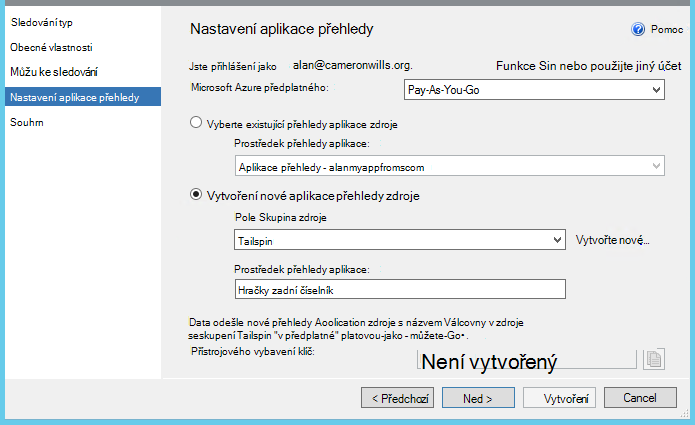 Sledování typ
Obecné vlastnosti
Můžu ke sledování
Nastavení aplikace přehledy
Souhrn
Nastavení aplikace přehledy
Pomoc
Jste přihlášení jako alan@cameronwills.org. Funkce Sin nebo použijte jiný účet
Microsoft Azure předplatného: Pay-As-You-Go
Vyberte existující přehledy aplikace zdroje
Prostředek přehledy aplikace:
Aplikace přehledy - alanmyappfromscom
Vytvoření nové aplikace přehledy zdroje
Pole Skupina zdroje
Tailspin Vytvořte nové...
Prostředek přehledy aplikace:
Hračky zadní číselník
Data odešle nové přehledy Aoolication zdroje s názvem Válcovny v zdroje
seskupení Tailspin "v předplatné" platovou-jako - můžete-Go•.
Přístrojového vybavení klíč: Není vytvořený
< Předchozí Ned > Vytvoření Cancel